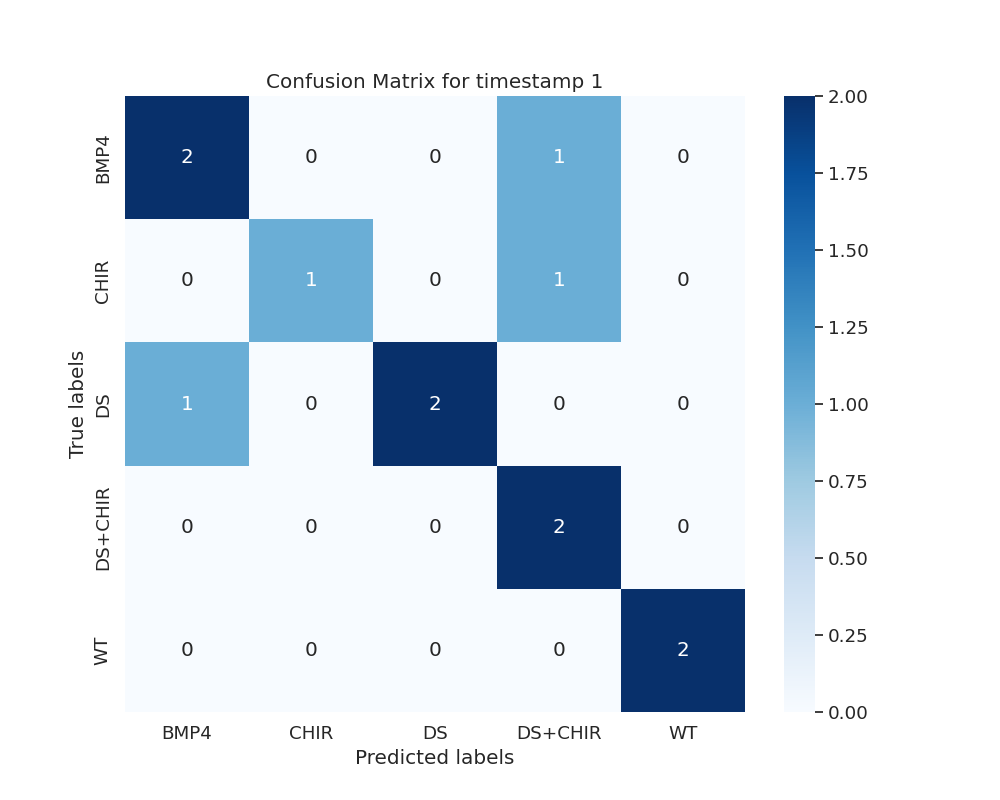 Confusion Matrix for timestamp 1
True labels
BMP4 2 0 0 1 0
CHIR 0 1 0 1 0
DS 1 0 2 0 0
DS+CHIR 0 0 0 2 0
WT 0 0 0 0 2
BMP4 CHIR DS DS+CHIR WT
Predicted labels
2.00
1.75
1.50
1.25
1.00
0.75
0.50
0.25
0.00